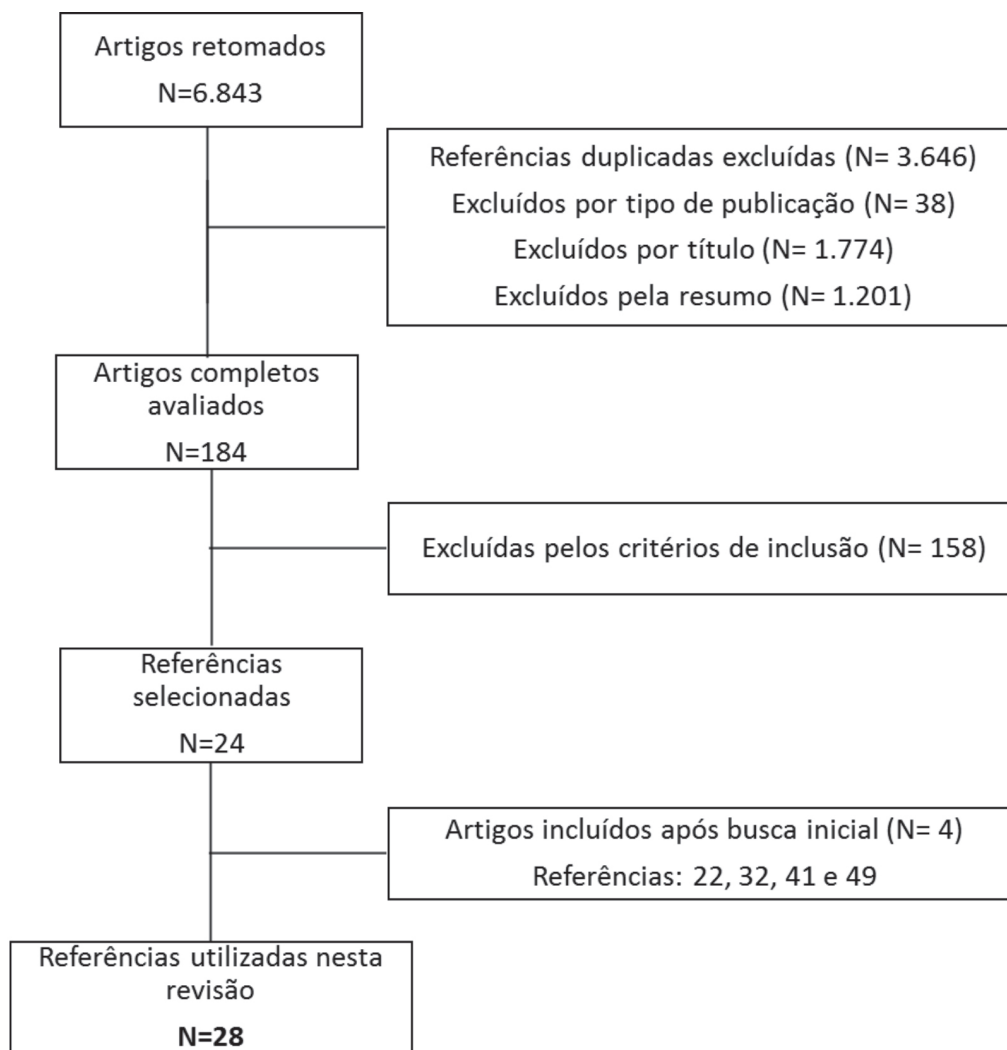 Artigos retomados
N=6.843
Referências duplicadas excluídas (N= 3.646)
Excluídos por tipo de publicação (N= 38)
Excluídos por título (N= 1.774)
Excluídos pela resumo (N= 1.201)
Artigos completos
avaliados
N=184
Excluídas pelos critérios de inclusão (N= 158)
Referências
selecionadas
N=24
Artigos incluídos após busca inicial (N= 4)
Referências: 22, 32, 41 e 49
Referências utilizadas nesta
revisão
N=28